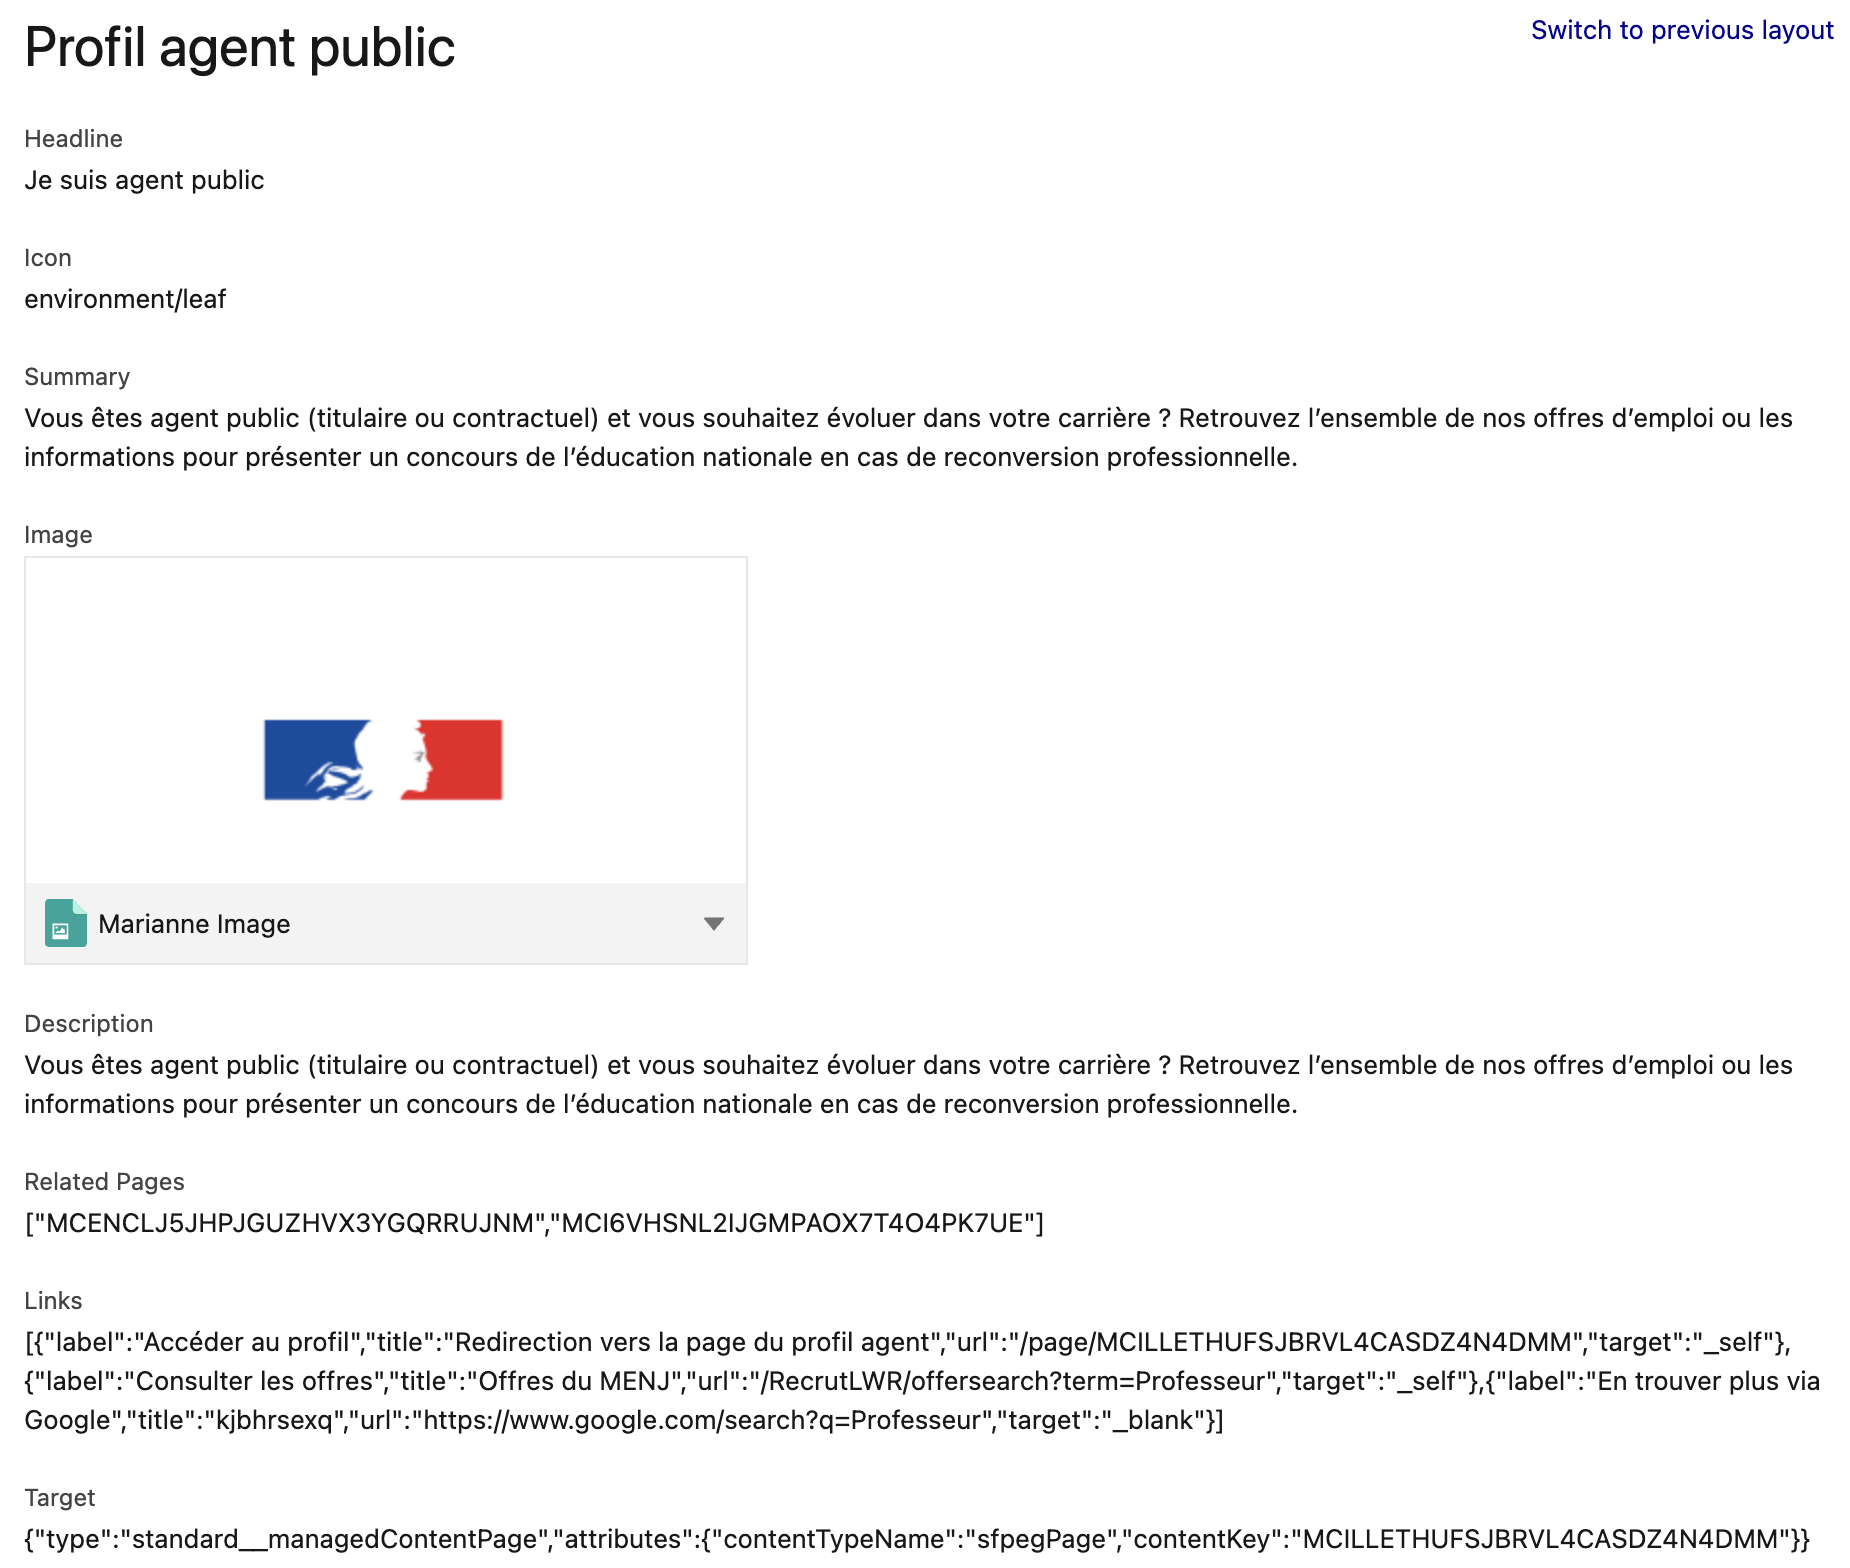 Profil agent public
Switch to previous layout
Headline
Je suis agent public
Icon
environment/leaf
Summary
Vous êtes agent public (titulaire ou contractuel) et vous souhaitez évoluer dans votre carrière ? Retrouvez l’ensemble de nos offres d’emploi ou les
informations pour présenter un concours de l’éducation nationale en cas de reconversion professionnelle.
Image
Marianne Image
Description
Vous êtes agent public (titulaire ou contractuel) et vous souhaitez évoluer dans votre carrière ? Retrouvez l’ensemble de nos offres d’emploi ou les
informations pour présenter un concours de l’éducation nationale en cas de reconversion professionnelle.
Related Pages
["MCENCLJ5JHPJGUZHVX3YGQRRUJNM","MCI6VHSNL2IJGMPAOX7T4O4PK7UE"]
Links
[{"label":"Accéder au profil","title":"Redirection vers la page du profil agent","url":"/page/MCILLETHUFSJBRVL4CASDZ4N4DMM","target":"_self"},
{"label":"Consulter les offres","title":"Offres du MENJ","url":"/RecrutLWR/offersearch?term=Professeur","target":"_self"},{"label":"En trouver plus via
Google","title":"kjbhrsexq","url":"https://www.google.com/search?q=Professeur","target":"_blank"}]
Target
{"type":"standard__managedContentPage","attributes":{"contentTypeName":"sfpegPage","contentKey":"MCILLETHUFSJBRVL4CASDZ4N4DMM"}}